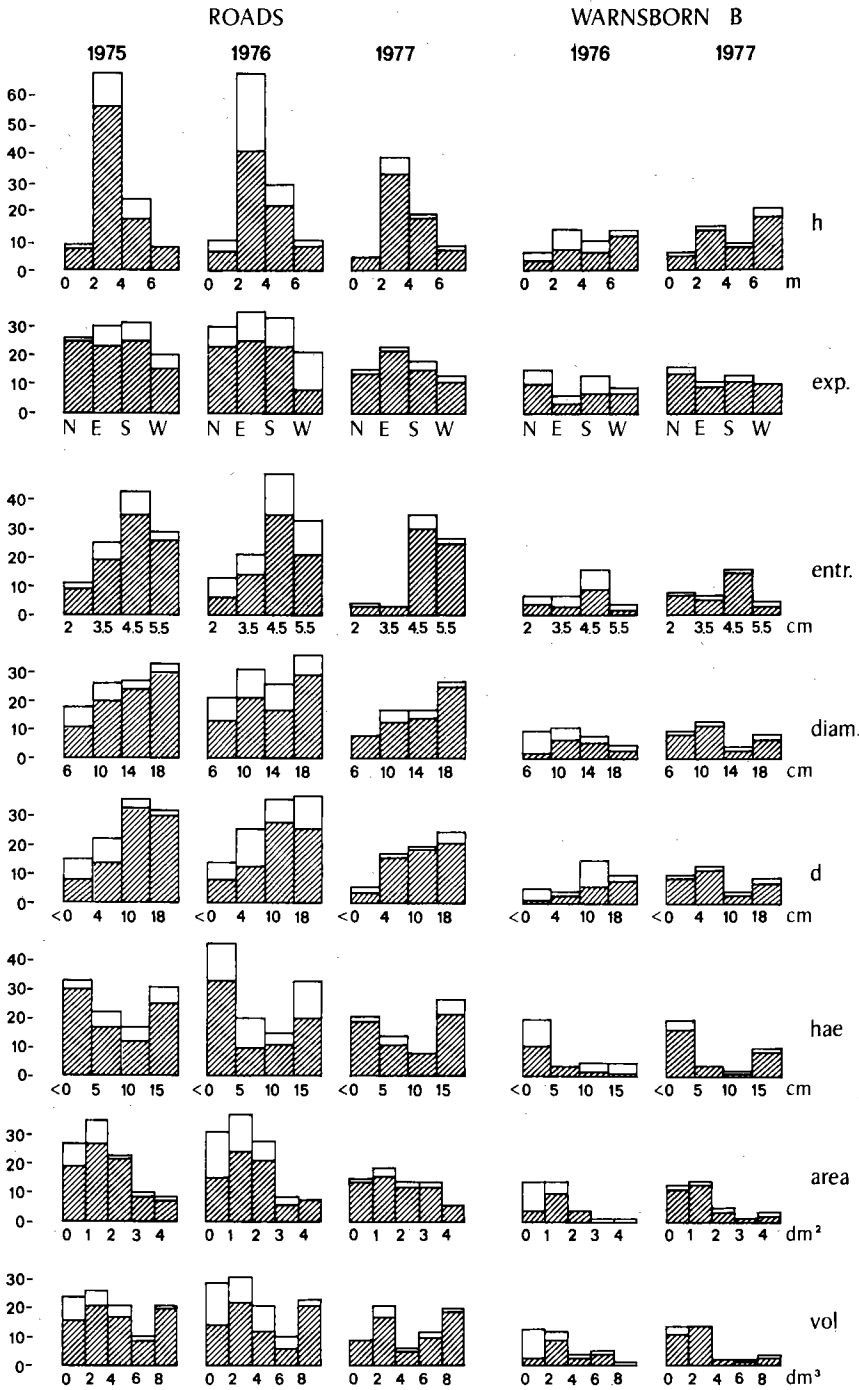 ROADS WARNSBORN B
1975 1976 1977 1976 1977
60-
50-
40-
30-
20-
10-
0-
0 2 4 6 0 2 4 6 0 2 4 6 0 2 4 6 0 2 4 6 m
h
30-
20-
10-
0-
N E S W N E S W N E S W N E S W N E S W
exp.
40-
30-
20-
10-
0-
2 3.5 4.5 5.5 2 3.5 4.5 5.5 2 3.5 4.5 5.5 2 3.5 4.5 5.5 2 3.5 4.5 5.5 cm
entr.
30-
20-
10-
0-
6 10 14 18 6 10 14 18 6 10 14 18 6 10 14 18 6 10 14 18 cm
diam.
30-
20-
10-
0-
<0 4 10 18 <0 4 10 18 <0 4 10 18 <0 4 10 18 <0 4 10 18 cm
d
40-
30-
20-
10-
0-
<0 5 10 15 <0 5 10 15 <0 5 10 15 <0 5 10 15 <0 5 10 15 cm
hae
30-
20-
10-
0-
0 1 2 3 4 0 1 2 3 4 0 1 2 3 4 0 1 2 3 4 0 1 2 3 4 dm²
area
30-
20-
10-
0-
0 2 4 6 8 0 2 4 6 8 0 2 4 6 8 0 2 4 6 8 0 2 4 6 8 dm³
vol